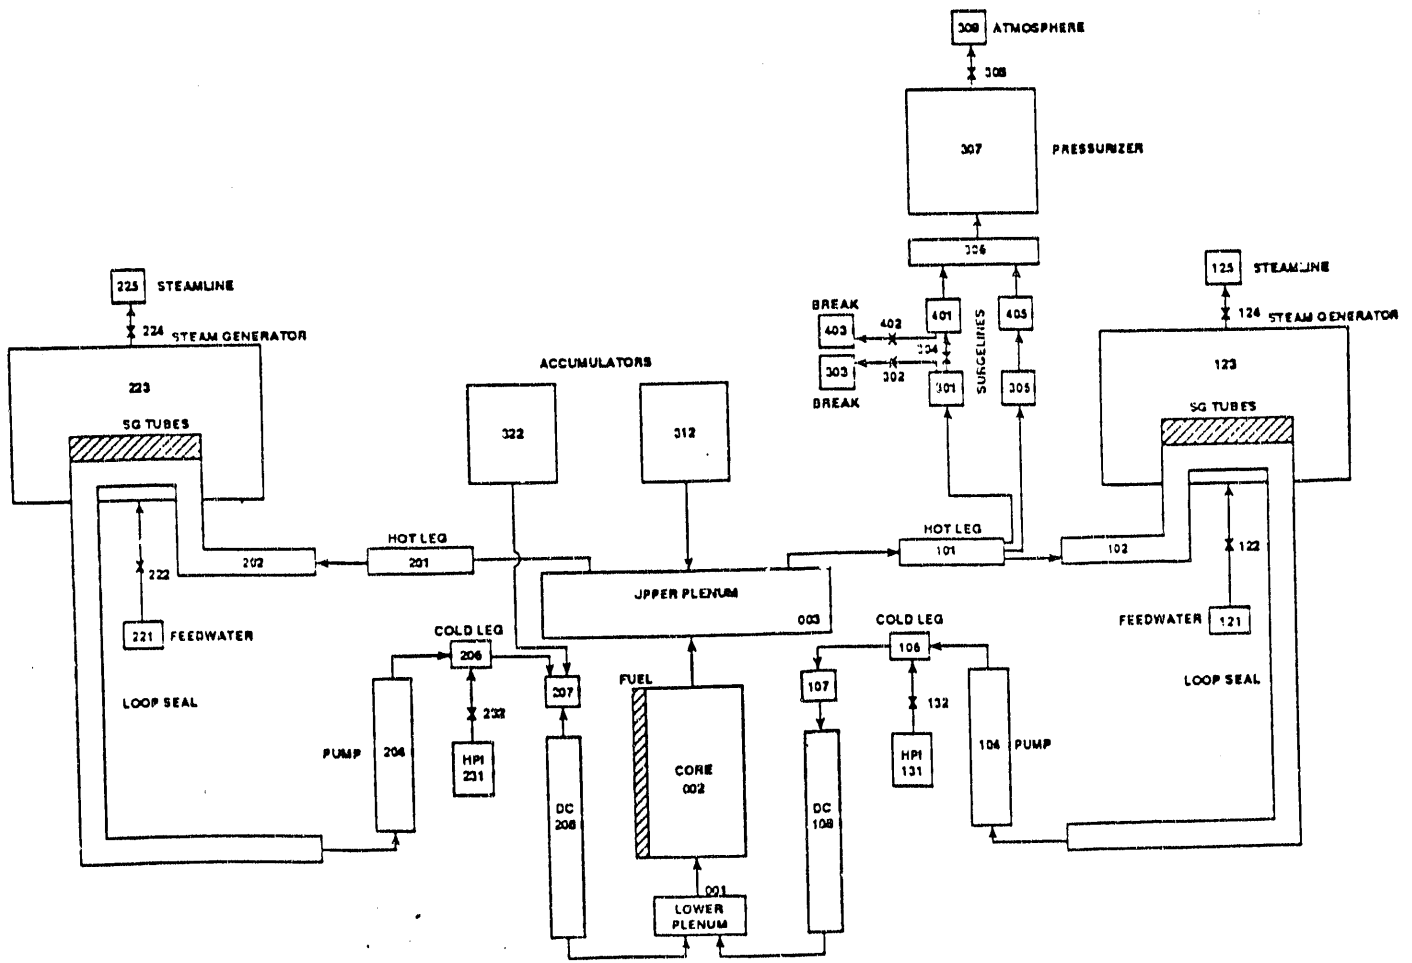 309 ATMOSPHERE
308
307 PRESSURIZER
306
225 STEAMLINE
224
STEAM GENERATOR
223
SG TUBES
125 STEAMLINE
124
STEAM GENERATOR
123
SG TUBES
BREAK
403
402
401
405
304
303
302
301
305
BREAK
SURGELINES
ACCUMULATORS
322
312
HOT LEG
201
202
222
HOT LEG
101
102
122
UPPER PLENUM
003
221 FEEDWATER
FEEDWATER 121
COLD LEG
206
207
232
HPI
231
COLD LEG
106
107
132
HPI
131
LOOP SEAL
LOOP SEAL
PUMP
204
104
PUMP
FUEL
CORE
002
DC
208
DC
108
001
LOWER
PLENUM